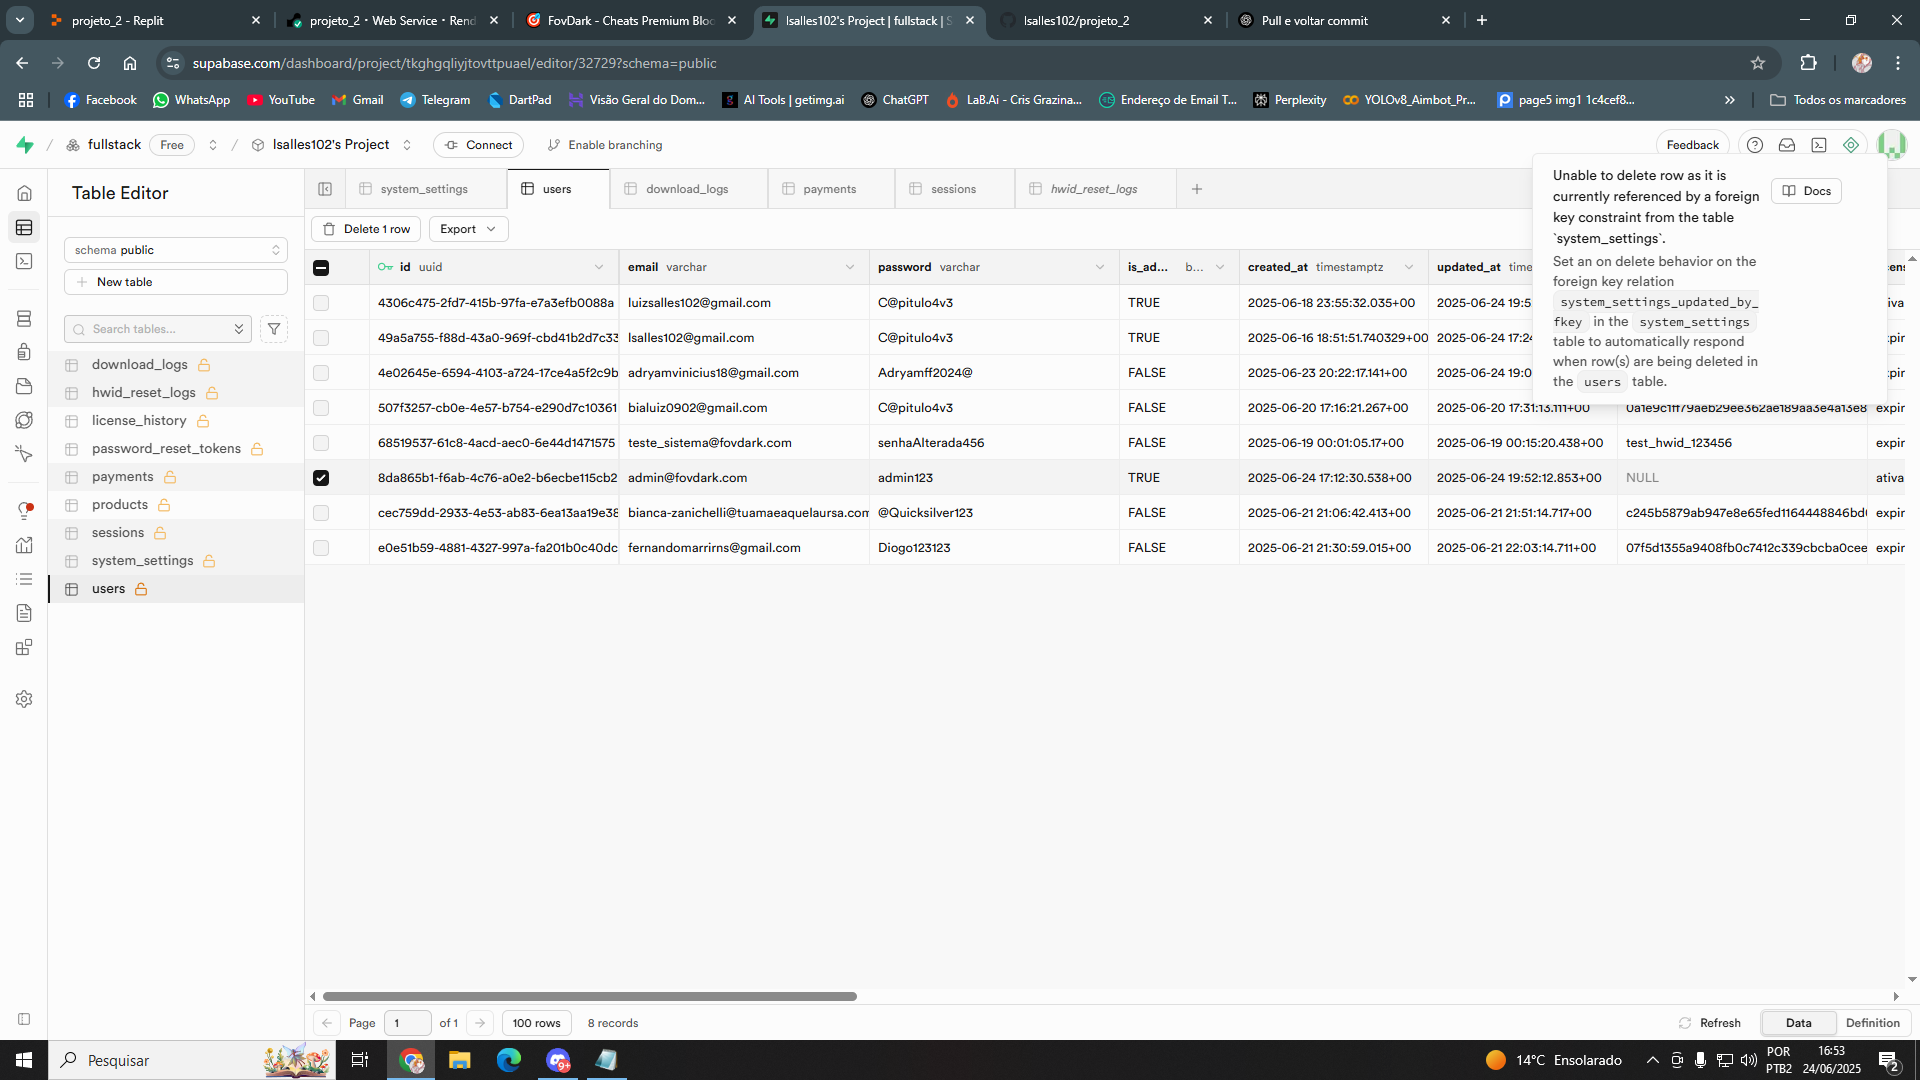 projeto_2 - Replit
projeto_2 · Web Service · Rend
FovDark - Cheats Premium Bloo
lsalles102's Project | fullstack | S
lsalles102/projeto_2
Pull e voltar commit
supabase.com/dashboard/project/tkghgqliyjtovttpuael/editor/32729?schema=public
Facebook
WhatsApp
YouTube
Gmail
Telegram
DartPad
Visão Geral do Dom...
AI Tools | getimg.ai
ChatGPT
LaB.Ai - Cris Grazina...
Endereço de Email T...
Perplexity
YOLOv8_Aimbot_Pr...
page5 img1 1c4cef8...
»
Todos os marcadores
/ fullstack Free / lsalles102's Project Connect Enable branching
Feedback
Table Editor
system_settings
users
download_logs
payments
sessions
hwid_reset_logs
schema public
New table
Search tables...
download_logs
hwid_reset_logs
license_history
password_reset_tokens
payments
products
sessions
system_settings
users
Delete 1 row
Export
id uuid email varchar password varchar is_ad... b... created_at timestamptz updated_at time
4306c475-2fd7-415b-97fa-e7a3efb0088a luizsalles102@gmail.com C@pitulo4v3 TRUE 2025-06-18 23:55:32.035+00 2025-06-24 19:5
49a5a755-f88d-43a0-969f-cbd41b2d7c33 lsalles102@gmail.com C@pitulo4v3 TRUE 2025-06-16 18:51:51.740329+00 2025-06-24 17:24
4e02645e-6594-4103-a724-17ce4a5f2c9b adryamvinicius18@gmail.com Adryamff2024@ FALSE 2025-06-23 20:22:17.141+00 2025-06-24 19:0
507f3257-cb0e-4e57-b754-e290d7c10361 bialuiz0902@gmail.com C@pitulo4v3 FALSE 2025-06-20 17:16:21.267+00 2025-06-20 17:31:13.111+00 0a1e9c1ff79aeb29ee362ae189aa3e4a13e8 expir
68519537-61c8-4acd-aec0-6e44d1471575 teste_sistema@fovdark.com senhaAlterada456 FALSE 2025-06-19 00:01:05.17+00 2025-06-19 00:15:20.438+00 test_hwid_123456 expir
8da865b1-f6ab-4c76-a0e2-b6ecbe115cb2 admin@fovdark.com admin123 TRUE 2025-06-24 17:12:30.538+00 2025-06-24 19:52:12.853+00 NULL ativa
cec759dd-2933-4e53-ab83-6ea13aa19e38 bianca-zanichelli@tuamaeaquelaursa.com @Quicksilver123 FALSE 2025-06-21 21:06:42.413+00 2025-06-21 21:51:14.717+00 c245b5879ab947e8e65fed1164448846bd expir
e0e51b59-4881-4327-997a-fa201b0c40dc fernandomarrirns@gmail.com Diogo123123 FALSE 2025-06-21 21:30:59.015+00 2025-06-21 22:03:14.711+00 07f5d1355a9408fb0c7412c339cbcba0cee expir
Unable to delete row as it is
currently referenced by a foreign
key constraint from the table
`system_settings`.
Docs
Set an on delete behavior on the
foreign key relation
system_settings_updated_by_
fkey in the system_settings
table to automatically respond
when row(s) are being deleted in
the users table.
Page 1 of 1 100 rows 8 records
Refresh
Data
Definition
Pesquisar
9+
14°C Ensolarado
POR
PTB2
16:53
24/06/2025
2